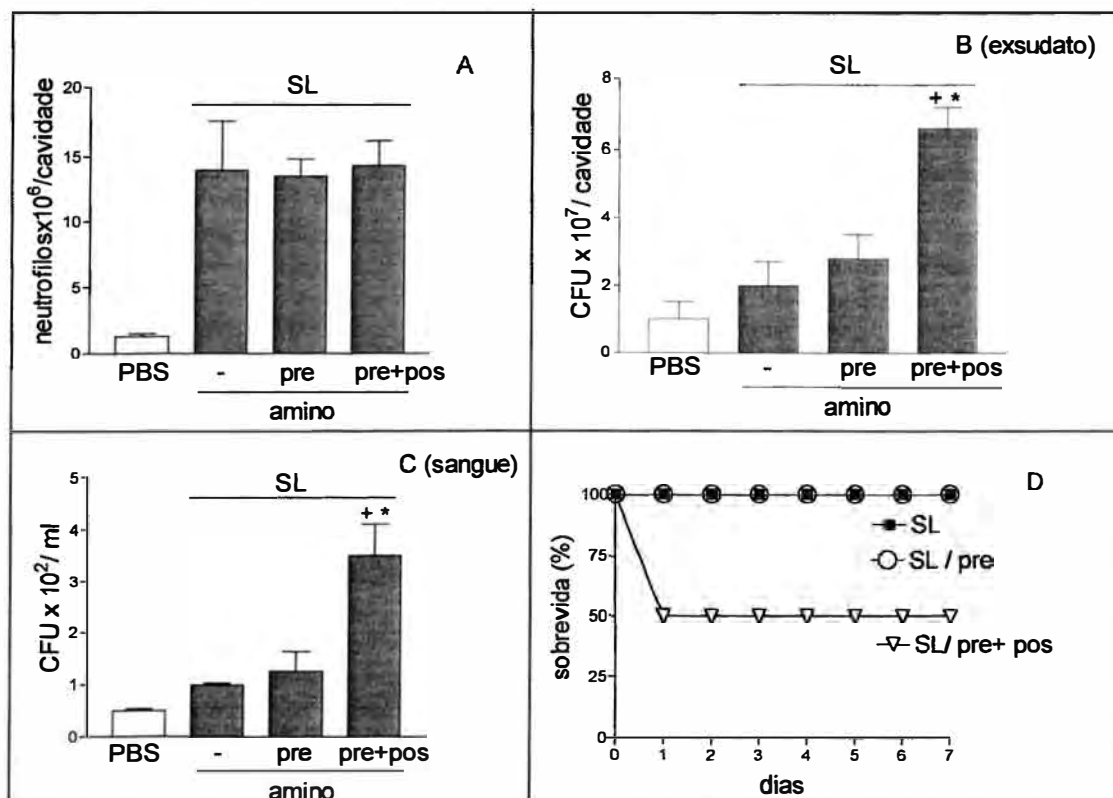 A
SL
neutrofilosx10⁶/cavidade
20
15
10
5
0
PBS
-
pre
pre+pos
amino
B (exsudato)
SL
+ *
CFU x 10⁷/ cavidade
8
6
4
2
0
PBS
-
pre
pre+pos
amino
C (sangue)
SL
+ *
CFU x 10²/ ml
5
4
3
2
1
0
PBS
-
pre
pre+pos
amino
D
sobrevida (%)
100
75
50
25
0
SL
SL / pre
SL/ pre+ pos
0 1 2 3 4 5 6 7
dias